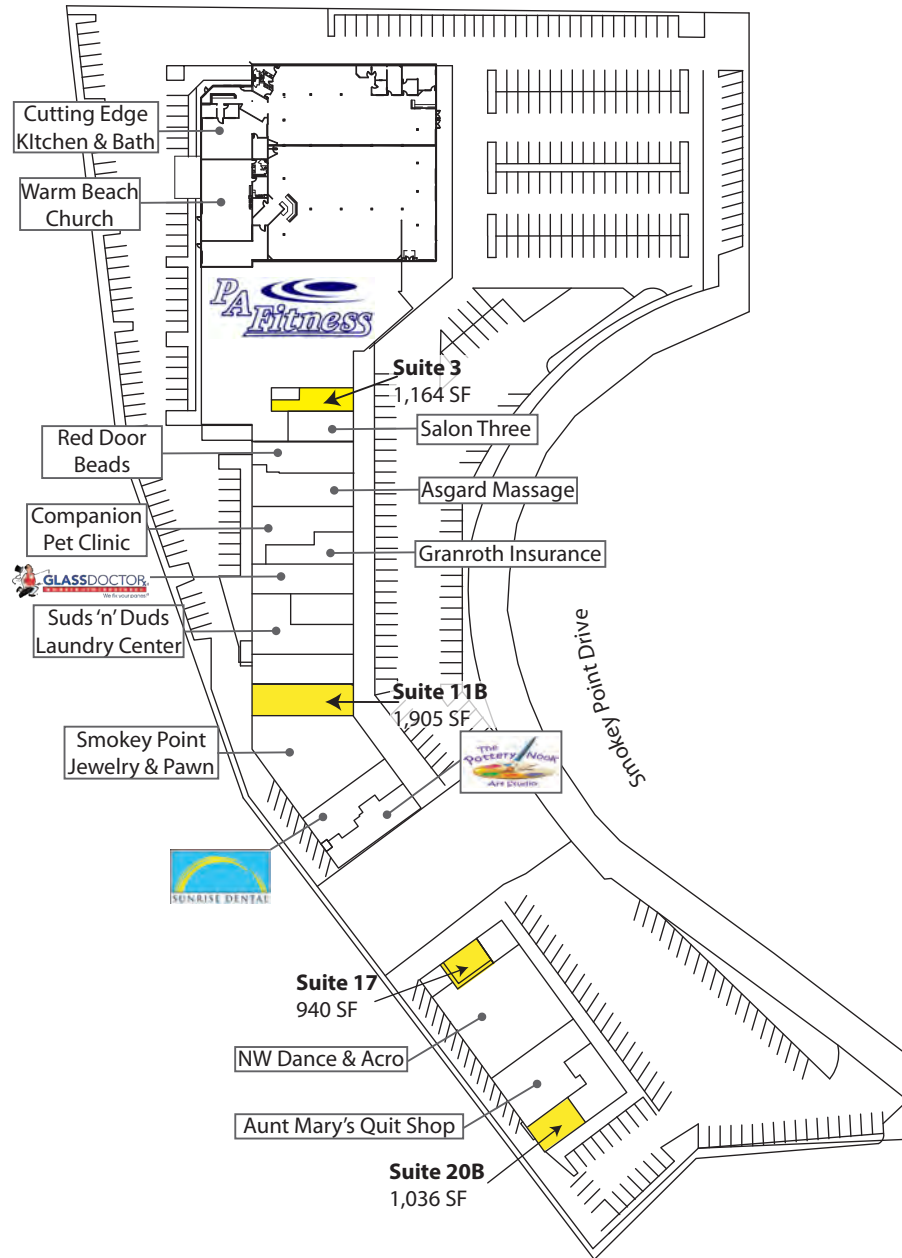 Cutting Edge
KItchen & Bath
Warm Beach
Church
PA Fitness
Suite 3
1,164 SF
Salon Three
Red Door
Beads
Asgard Massage
Companion
Pet Clinic
Granroth Insurance
GLASSDOCTOR
We fix your panes
Suds ‘n’ Duds
Laundry Center
Suite 11B
1,905 SF
Smokey Point Drive
Smokey Point
Jewelry & Pawn
The
Pottery Nook
Art Studio
SUNRISE DENTAL
Suite 17
940 SF
NW Dance & Acro
Aunt Mary's Quit Shop
Suite 20B
1,036 SF